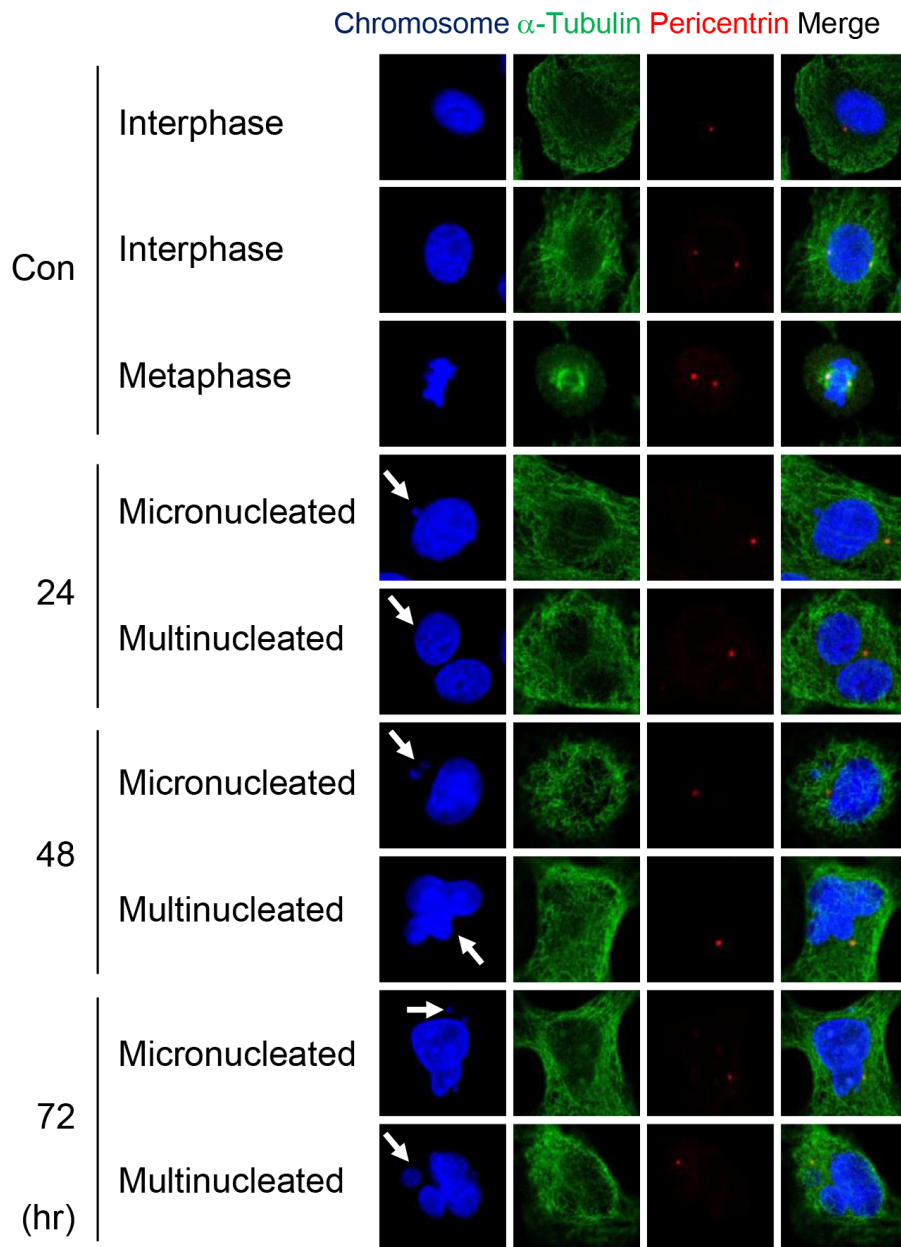 Chromosome α-Tubulin Pericentrin Merge
Interphase
Interphase
Con
Metaphase
Micronucleated
24
Multinucleated
Micronucleated
48
Multinucleated
Micronucleated
72
Multinucleated
(hr)